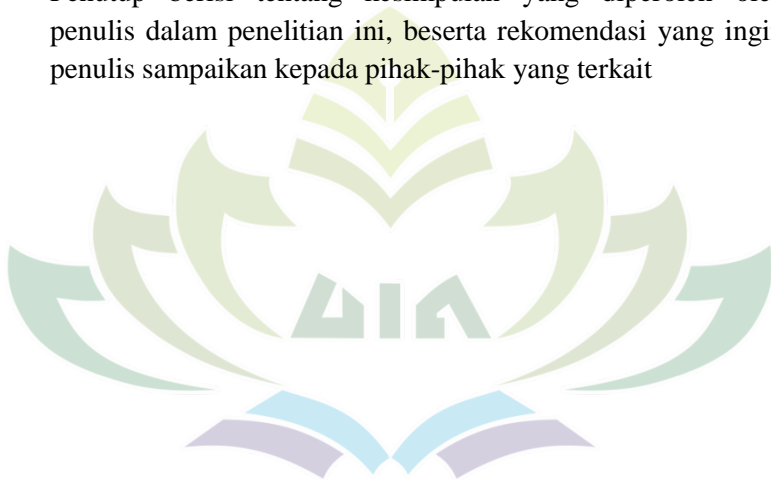 Penutup berisi tentang kesimpulan yang diperoleh ole
penulis dalam penelitian ini, beserta rekomendasi yang ingi
penulis sampaikan kepada pihak-pihak yang terkait